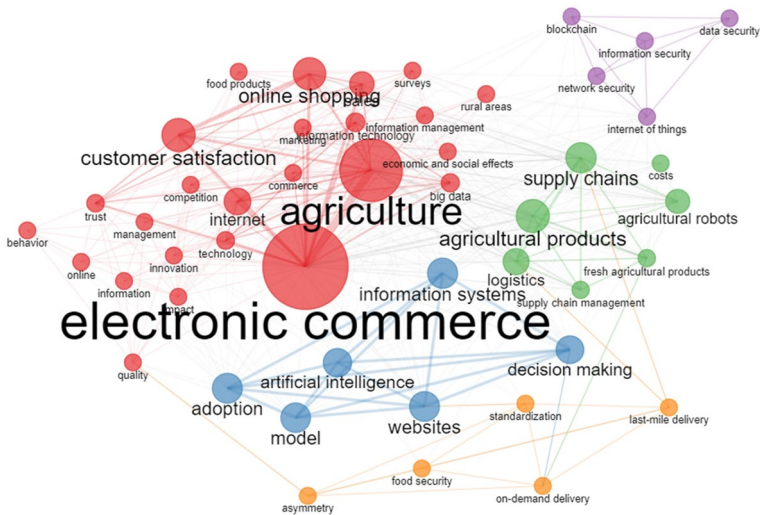 blockchain
data security
information security
network security
internet of things
food products
online shopping
sales
surveys
rural areas
marketing
information technology
information management
customer satisfaction
economic and social effects
supply chains
costs
commerce
competition
big data
trust
internet
agriculture
agricultural robots
management
behavior
technology
agricultural products
online
innovation
logistics
fresh agricultural products
information
information systems
supply chain management
impact
electronic commerce
quality
artificial intelligence
decision making
adoption
model
websites
standardization
last-mile delivery
food security
asymmetry
on-demand delivery